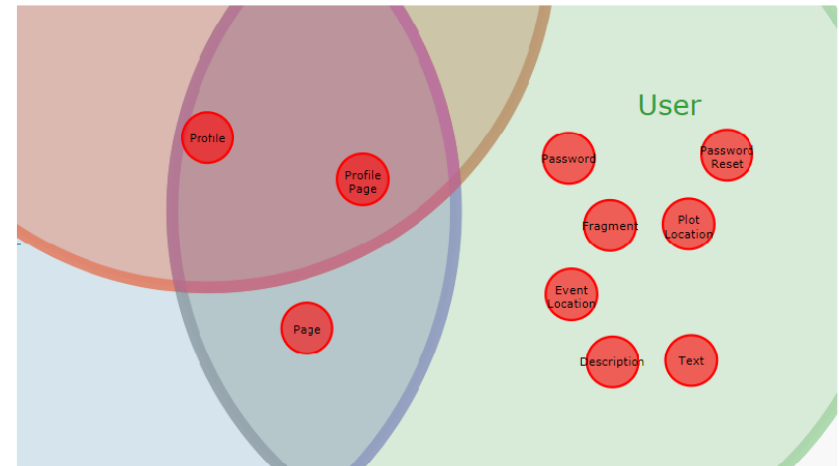 User
Profile
Password
Password
Reset
Profile
Page
Fragment
Plot
Location
Event
Location
Page
Description
Text